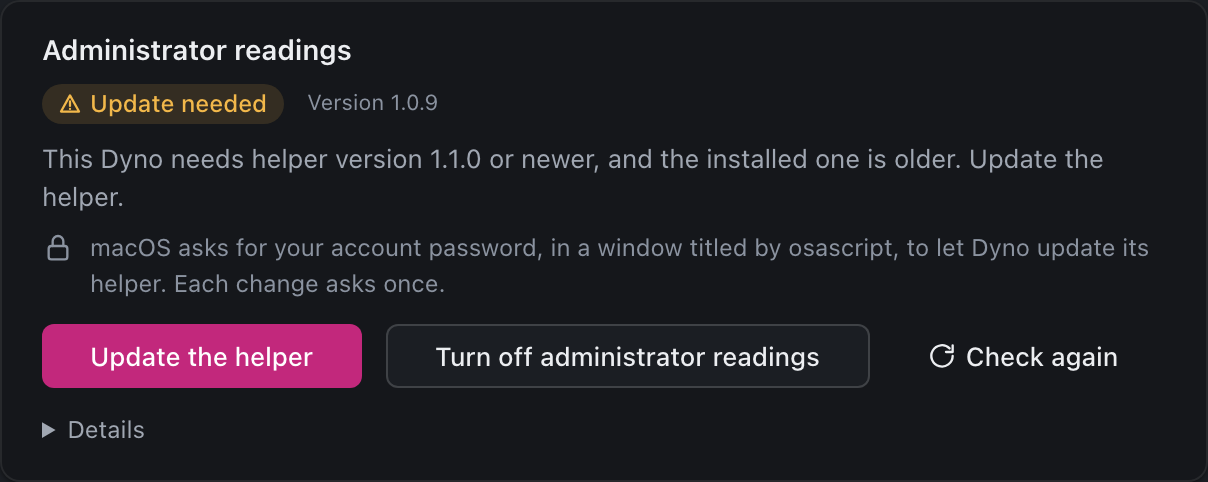 Administrator readings
Update needed
Version 1.0.9
This Dyno needs helper version 1.1.0 or newer, and the installed one is older. Update the
helper.
macOS asks for your account password, in a window titled by osascript, to let Dyno update its
helper. Each change asks once.
Update the helper
Turn off administrator readings
Check again
Details